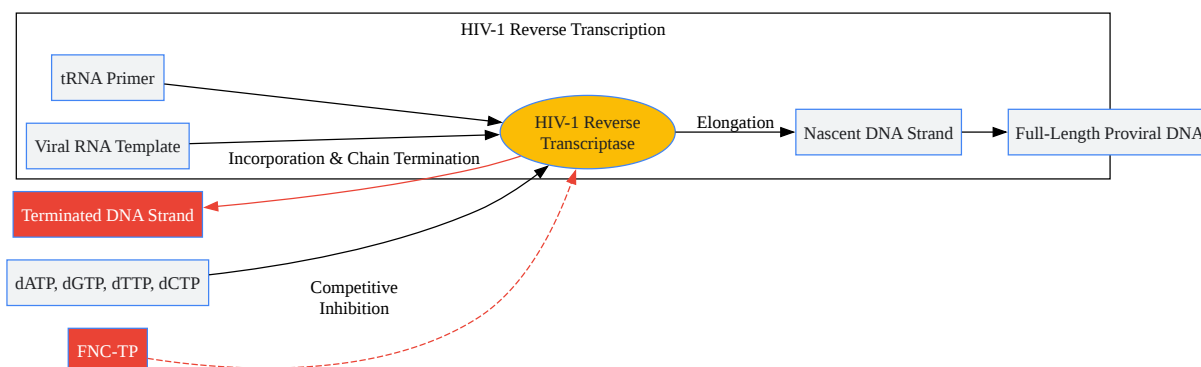 HIV-1 Reverse Transcription
tRNA Primer
Viral RNA Template
HIV-1 Reverse
Transcriptase
Elongation
Nascent DNA Strand
Full-Length Proviral DNA
Incorporation & Chain Termination
Terminated DNA Strand
dATP, dGTP, dTTP, dCTP
Competitive
Inhibition
FNC-TP